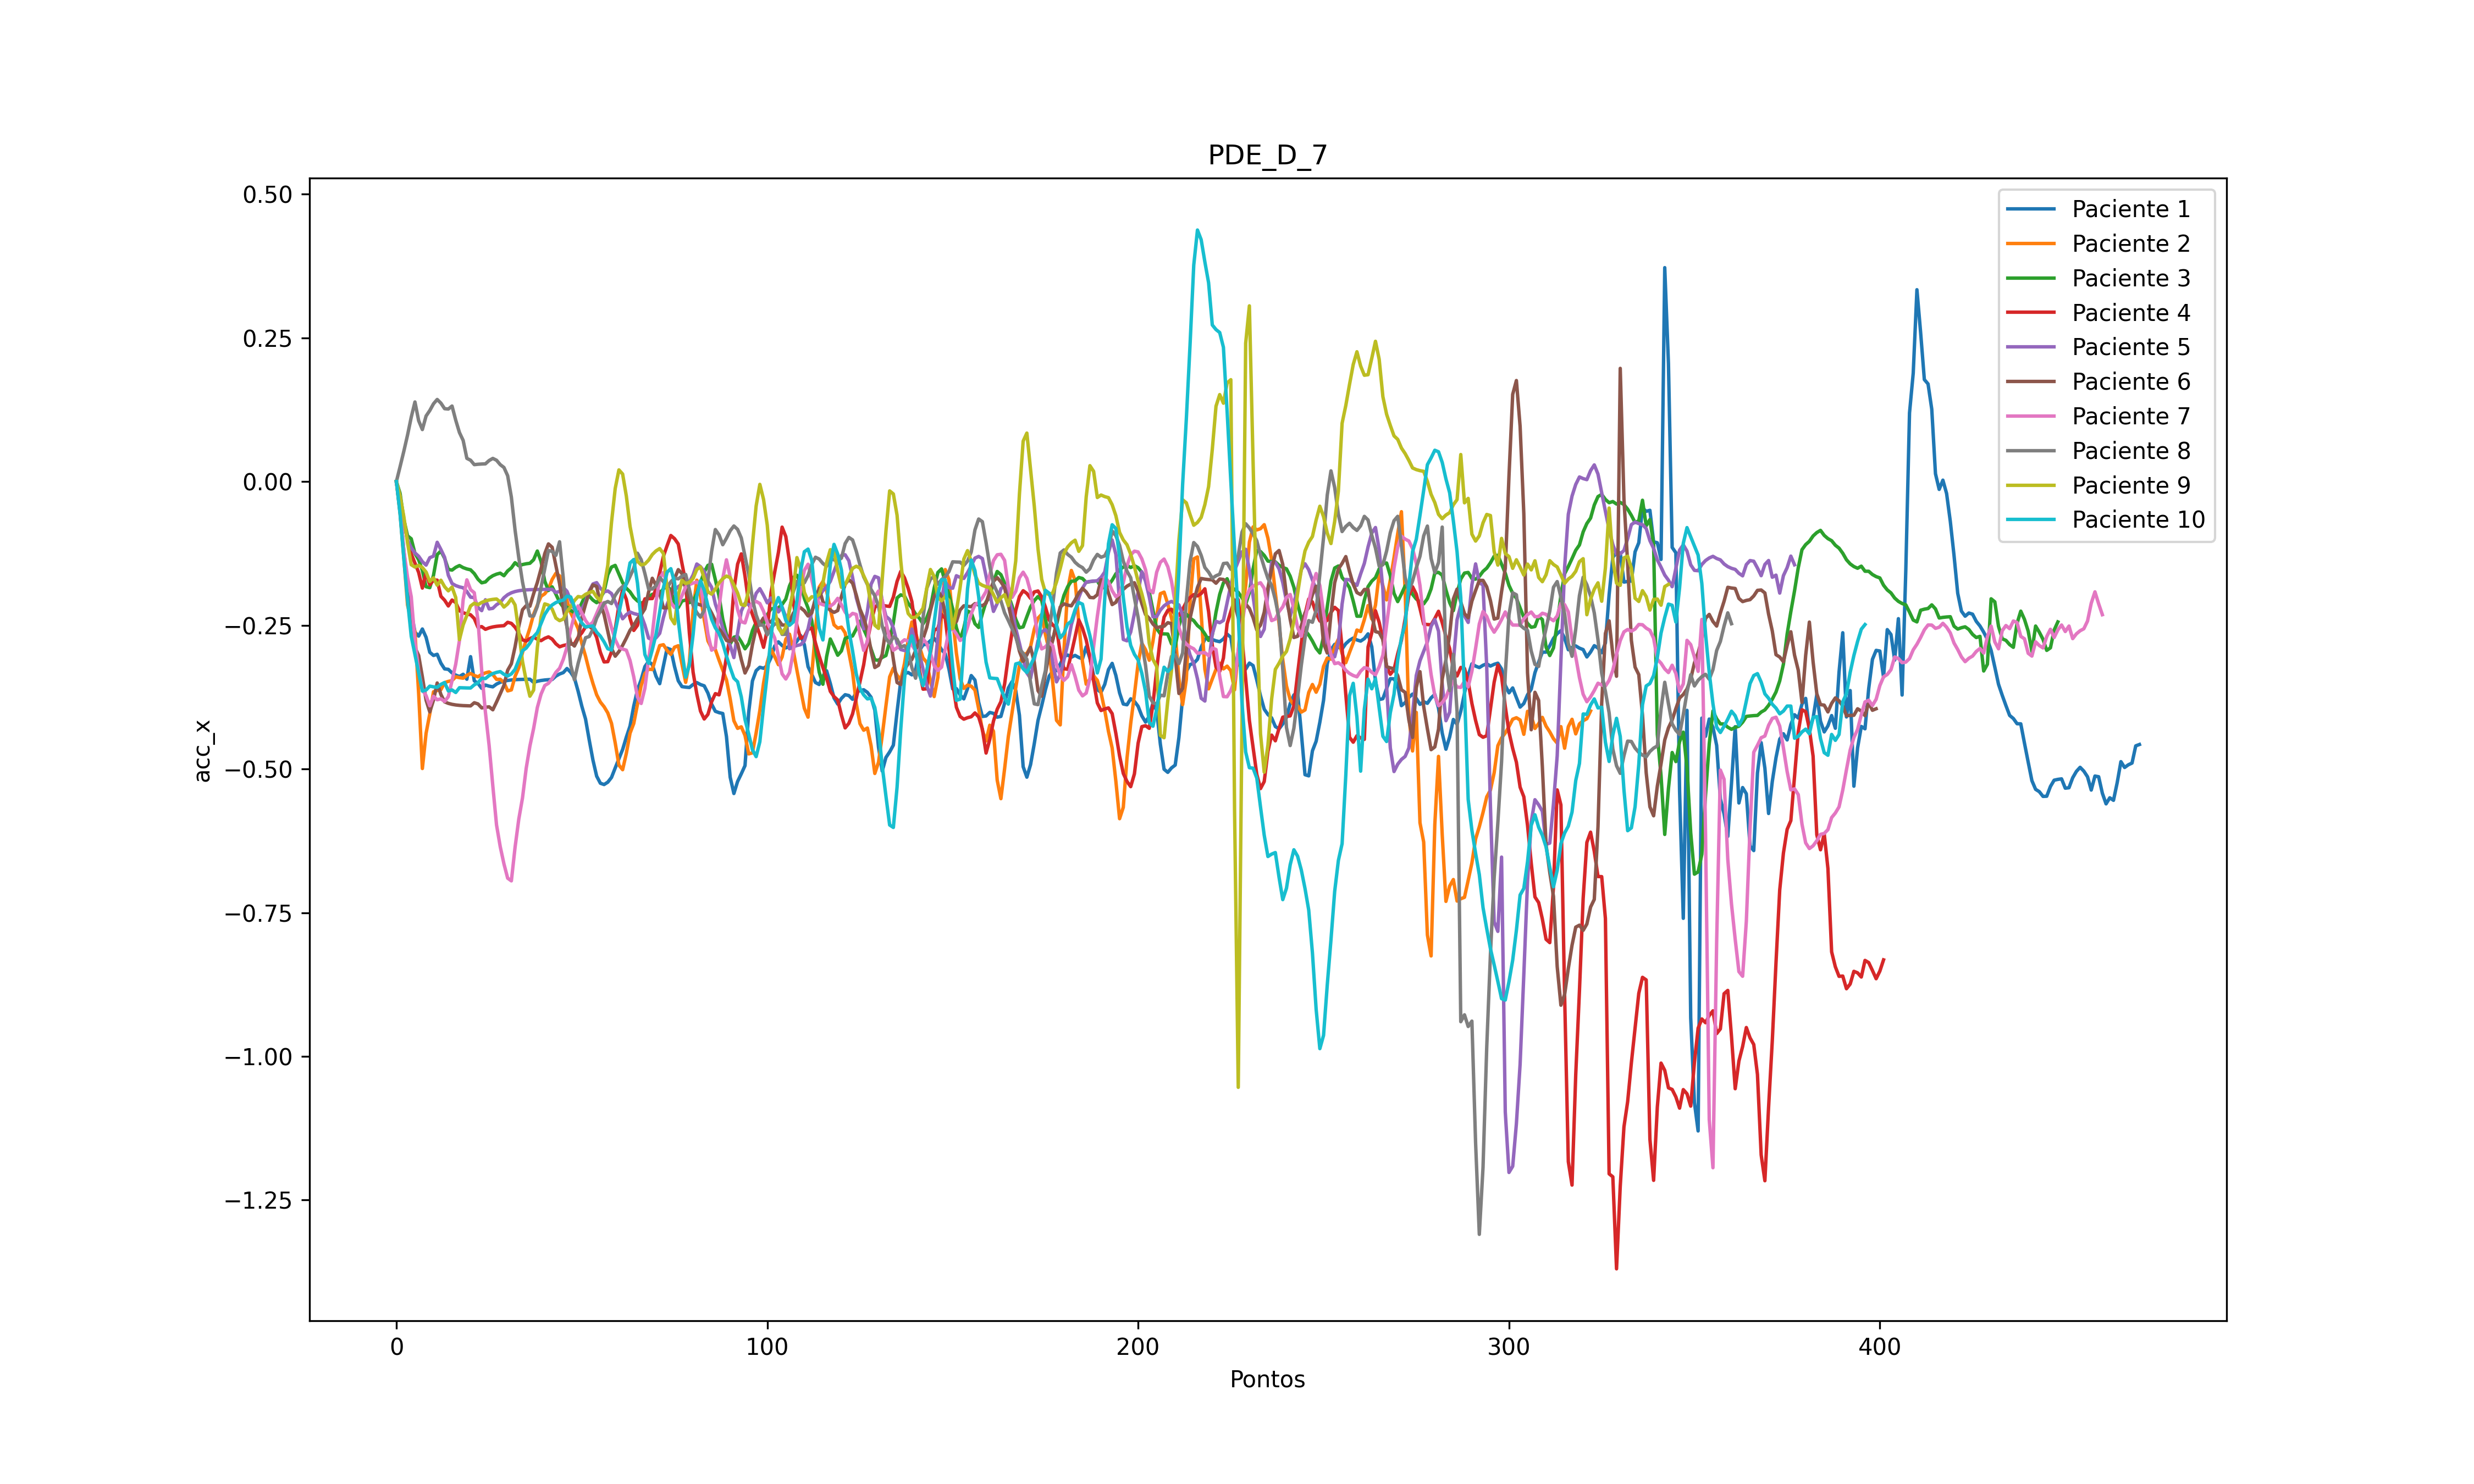 PDE_D_7
0.50
0.25
0.00
−0.25
−0.50
−0.75
−1.00
−1.25
acc_x
0
100
200
300
400
Pontos
Paciente 1
Paciente 2
Paciente 3
Paciente 4
Paciente 5
Paciente 6
Paciente 7
Paciente 8
Paciente 9
Paciente 10